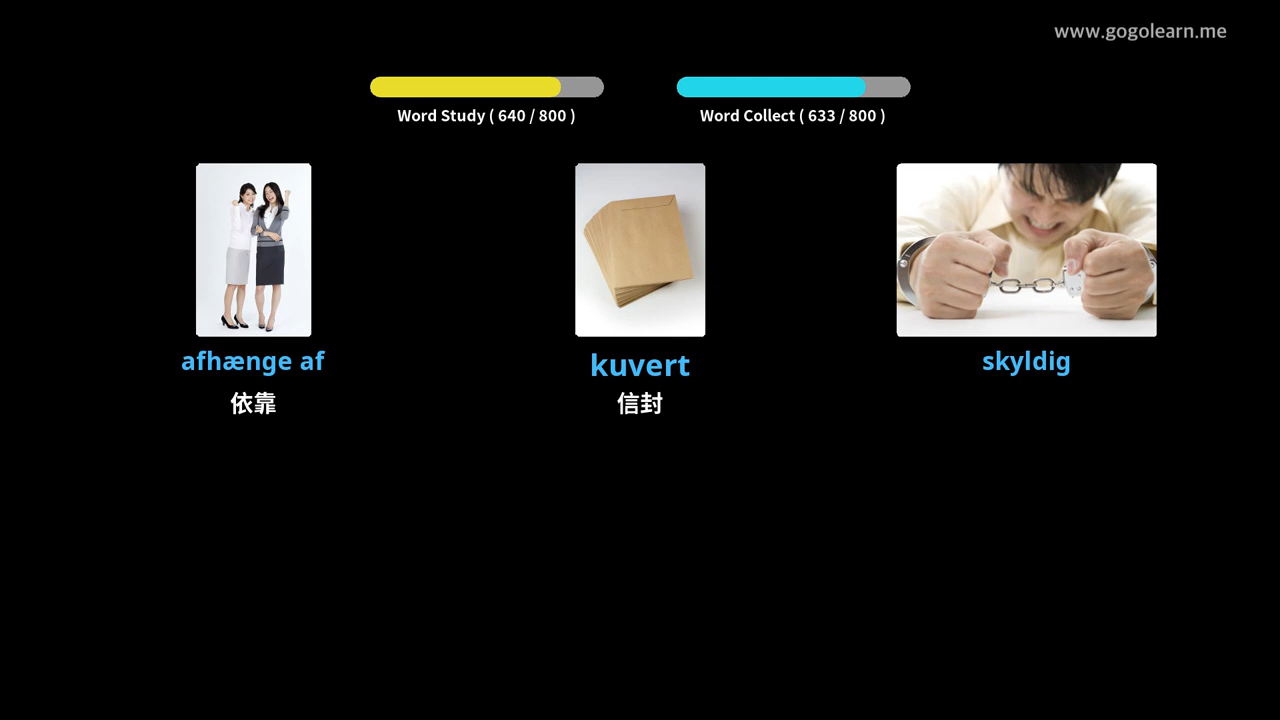 www.gogolearn.me
Word Study ( 640 / 800 )
Word Collect ( 633 / 800 )
afhænge af
kuvert
skyldig
依靠
信封